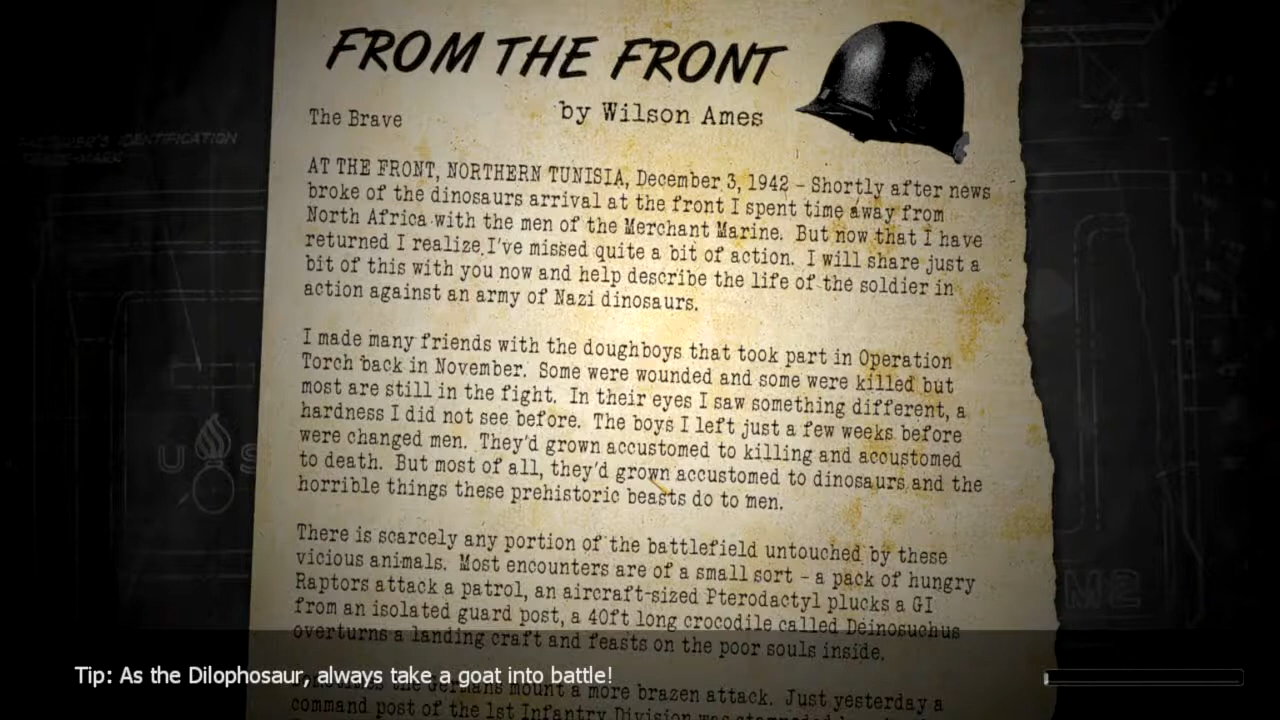 FROM THE FRONT
by Wilson Ames
The Brave
AT THE FRONT, NORTHERN TUNISIA, December 3, 1942 - Shortly after news
broke of the dinosaurs arrival at the front I spent time away from
North Africa with the men of the Merchant Marine. But now that I have
returned I realize I've missed quite a bit of action. I will share just a
bit of this with you now and help describe the life of the soldier in
action against an army of Nazi dinosaurs.
I made many friends with the doughboys that took part in Operation
Torch back in November. Some were wounded and some were killed but
most are still in the fight. In their eyes I saw something different, a
hardness I did not see before. The boys I left just a few weeks before
were changed men. They'd grown accustomed to killing and accustomed
to death. But most of all, they'd grown accustomed to dinosaurs and the
horrible things these prehistoric beasts do to men.
There is scarcely any portion of the battlefield untouched by these
vicious animals. Most encounters are of a small sort - a pack of hungry
Raptors attack a patrol, an aircraft-sized Pterodactyl plucks a GI
from an isolated guard post, a 40ft long crocodile called Deinosuchus
overturns a landing craft and feasts on the poor souls inside.
the Germans mount a more brazen attack. Just yesterday a
command post of the 1st Infantry Division was
Tip: As the Dilophosaur, always take a goat into battle!
IDENTIFICATION
U S
M2